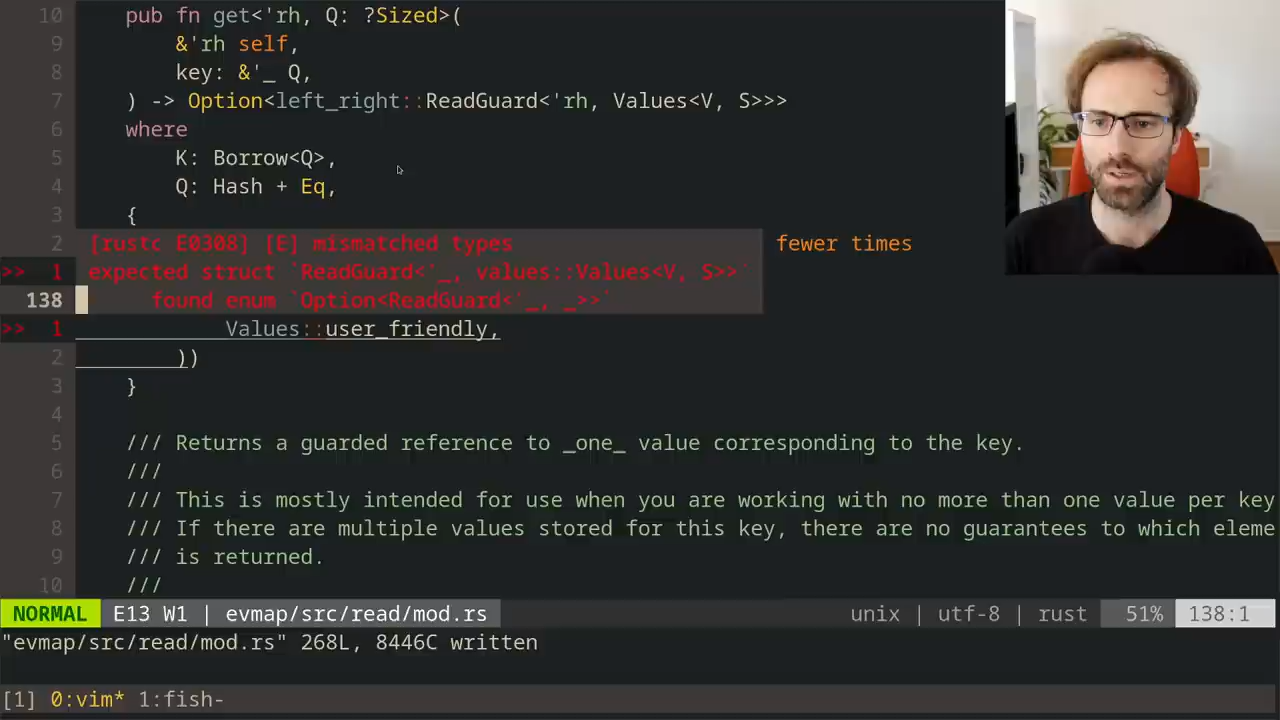 10 pub fn get<'rh, Q: ?Sized>(
9 &'rh self,
8 key: &'_ Q,
7 ) -> Option<left_right::ReadGuard<'rh, Values<V, S>>>
6 where
5 K: Borrow<Q>,
4 Q: Hash + Eq,
3 {
2 [rustc E0308] [E] mismatched types fewer times
>> 1 expected struct `ReadGuard<'_, values::Values<V, S>>`
138 found enum `Option<ReadGuard<'_, _>>`
>> 1 Values::user_friendly,
2 ))
3 }
4
5 /// Returns a guarded reference to _one_ value corresponding to the key.
6 ///
7 /// This is mostly intended for use when you are working with no more than one value per key
8 /// If there are multiple values stored for this key, there are no guarantees to which eleme
9 /// is returned.
10 ///
NORMAL E13 W1 | evmap/src/read/mod.rs unix | utf-8 | rust 51% 138:1
"evmap/src/read/mod.rs" 268L, 8446C written
[1] 0:vim* 1:fish-